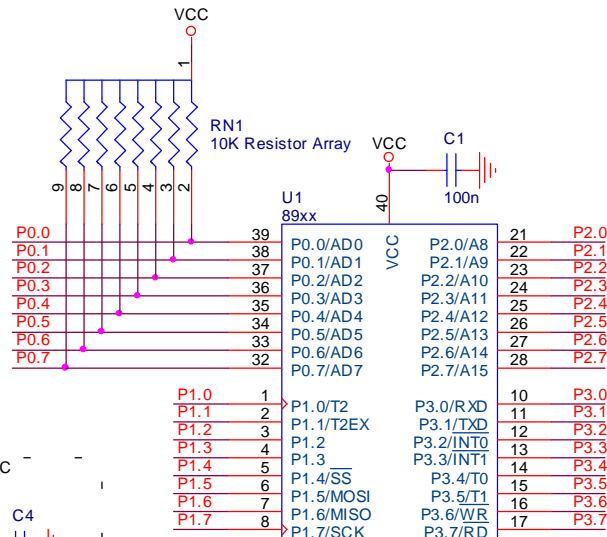 VCC
1
RN1
10K Resistor Array
9 8 7 6 5 4 3 2
VCC
C1
100n
40
U1
89xx
VCC
P0.0 39 P0.0/AD0 P2.0/A8 21 P2.0
P0.1 38 P0.1/AD1 P2.1/A9 22 P2.1
P0.2 37 P0.2/AD2 P2.2/A10 23 P2.2
P0.3 36 P0.3/AD3 P2.3/A11 24 P2.3
P0.4 35 P0.4/AD4 P2.4/A12 25 P2.4
P0.5 34 P0.5/AD5 P2.5/A13 26 P2.5
P0.6 33 P0.6/AD6 P2.6/A14 27 P2.6
P0.7 32 P0.7/AD7 P2.7/A15 28 P2.7
P1.0 1 P1.0/T2 P3.0/RXD 10 P3.0
P1.1 2 P1.1/T2EX P3.1/TXD 11 P3.1
P1.2 3 P1.2 P3.2/INT0 12 P3.2
P1.3 4 P1.3 P3.3/INT1 13 P3.3
P1.4 5 P1.4/SS P3.4/T0 14 P3.4
P1.5 6 P1.5/MOSI P3.5/T1 15 P3.5
P1.6 7 P1.6/MISO P3.6/WR 16 P3.6
P1.7 8 P1.7/SCK P3.7/RD 17 P3.7
C
C4